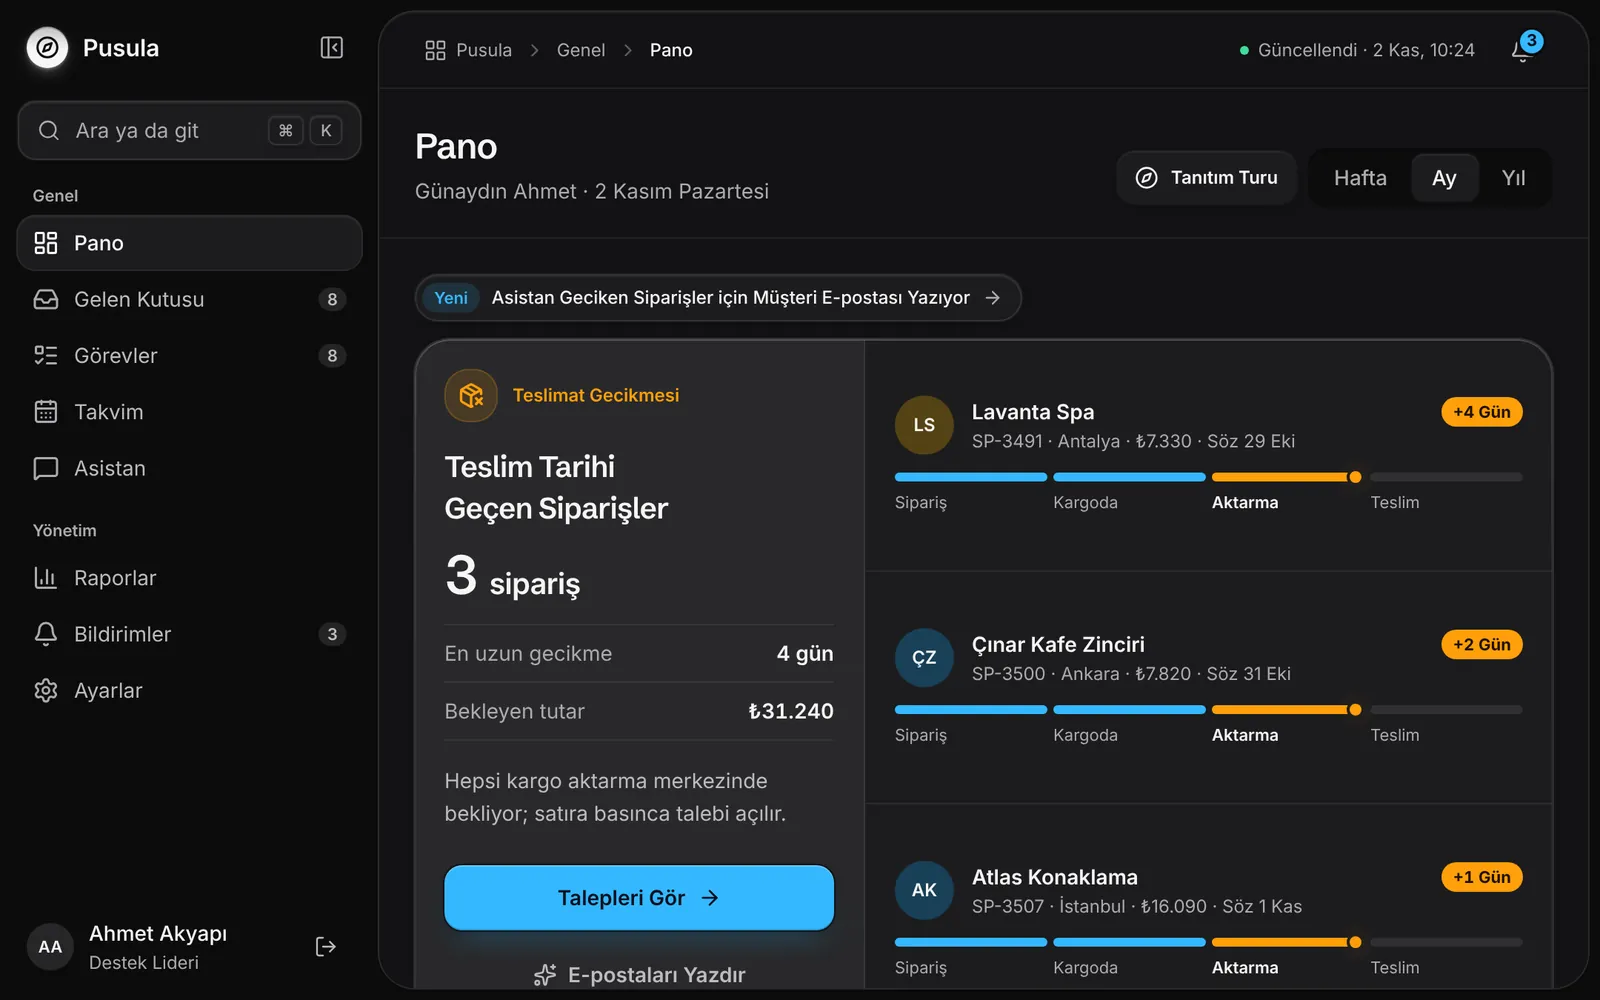 Pusula
Ara ya da git
⌘ K
Genel
Pano
Gelen Kutusu 8
Görevler 8
Takvim
Asistan
Yönetim
Raporlar
Bildirimler 3
Ayarlar
AA
Ahmet Akyapı
Destek Lideri
Pusula > Genel > Pano
Güncellendi · 2 Kas, 10:24
3
Pano
Günaydın Ahmet · 2 Kasım Pazartesi
Tanıtım Turu
Hafta Ay Yıl
Yeni Asistan Geciken Siparişler için Müşteri E-postası Yazıyor →
Teslimat Gecikmesi
Teslim Tarihi
Geçen Siparişler
3 sipariş
En uzun gecikme 4 gün
Bekleyen tutar ₺31.240
Hepsi kargo aktarma merkezinde
bekliyor; satıra basınca talebi açılır.
Talepleri Gör →
E-postaları Yazdır
LS
Lavanta Spa
+4 Gün
SP-3491 · Antalya · ₺7.330 · Söz 29 Eki
Sipariş Kargoda Aktarma Teslim
ÇZ
Çınar Kafe Zinciri
+2 Gün
SP-3500 · Ankara · ₺7.820 · Söz 31 Eki
Sipariş Kargoda Aktarma Teslim
AK
Atlas Konaklama
+1 Gün
SP-3507 · İstanbul · ₺16.090 · Söz 1 Kas
Sipariş Kargoda Aktarma Teslim